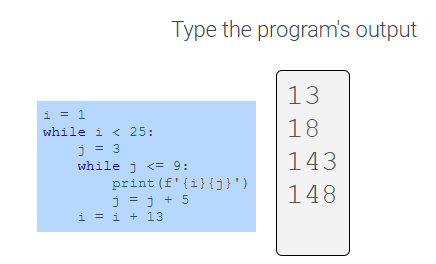 Type the program's output
i = 1
while i < 25:
    j = 3
    while j <= 9:
        print(f'{i}{j}')
        j = j + 5
    i = i + 13
13
18
143
148